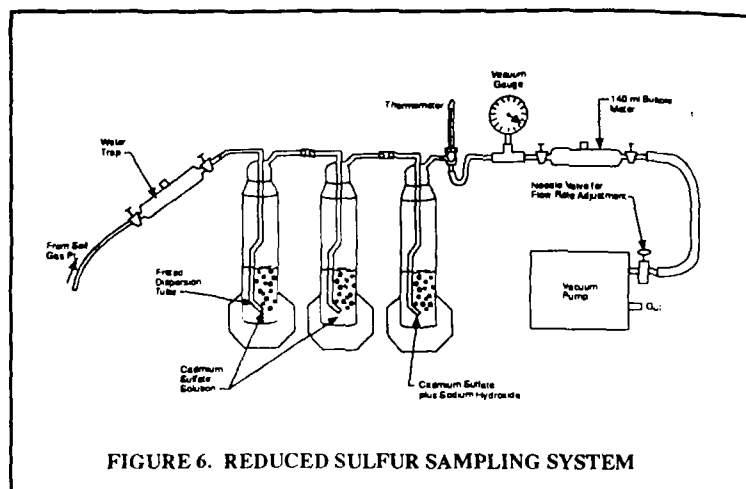 Vacuum
Gauge
Thermometer
140 ml Bubble
Meter
Water
Trap
Needle Valve for
Flow Rate Adjustment
From Soil
Gas
Fritted
Dispersion
Tube
Vacuum
Pump
Out
Cadmium
Sulfate
Solution
Cadmium Sulfate
plus Sodium Hydroxide
FIGURE 6. REDUCED SULFUR SAMPLING SYSTEM